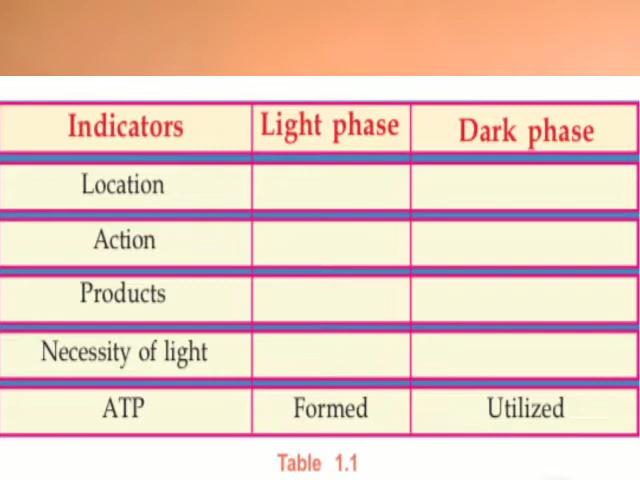 Indicators Light phase Dark phase
Location
Action
Products
Necessity of light
ATP Formed Utilized
Table 1.1